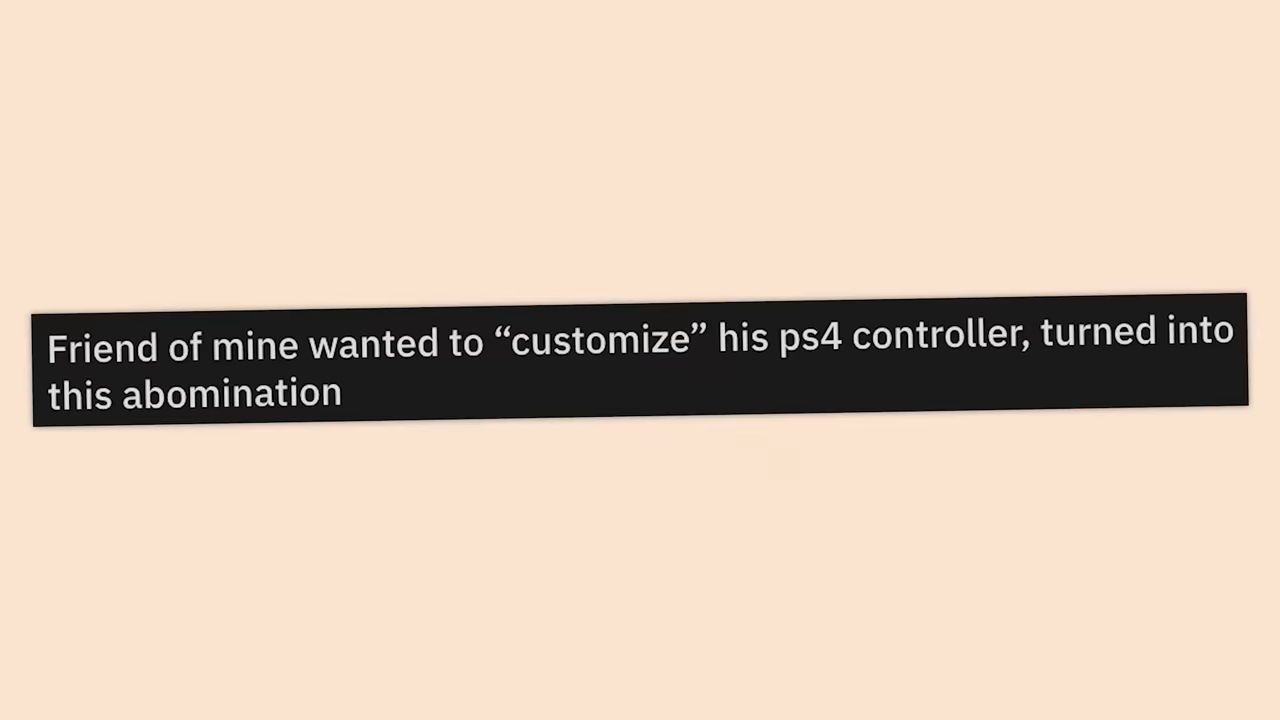 Friend of mine wanted to “customize” his ps4 controller, turned into
this abomination